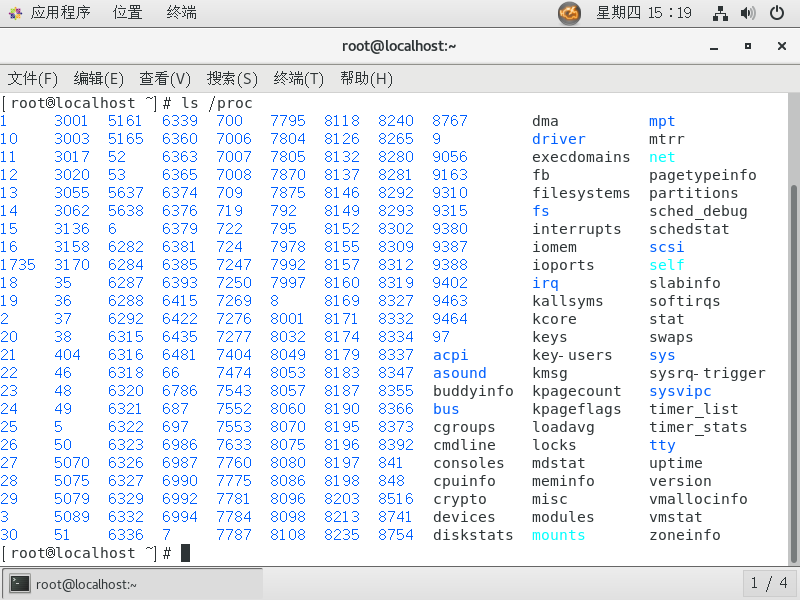 应用程序 位置 终端 星期四 15：19
root@localhost:~
文件(F) 编辑(E) 查看(V) 搜索(S) 终端(T) 帮助(H)
[root@localhost ~]# ls /proc
1 3001 5161 6339 700 7795 8118 8240 8767 dma mpt
10 3003 5165 6360 7006 7804 8126 8265 9 driver mtrr
11 3017 52 6363 7007 7805 8132 8280 9056 execdomains net
12 3020 53 6365 7008 7870 8137 8281 9163 fb pagetypeinfo
13 3055 5637 6374 709 7875 8146 8292 9310 filesystems partitions
14 3062 5638 6376 719 792 8149 8293 9315 fs sched_debug
15 3136 6 6379 722 795 8152 8302 9380 interrupts schedstat
16 3158 6282 6381 724 7978 8155 8309 9387 iomem scsi
1735 3170 6284 6385 7247 7992 8157 8312 9388 ioports self
18 35 6287 6393 7250 7997 8160 8319 9402 irq slabinfo
19 36 6288 6415 7269 8 8169 8327 9463 kallsyms softirqs
2 37 6292 6422 7276 8001 8171 8332 9464 kcore stat
20 38 6315 6435 7277 8032 8174 8334 97 keys swaps
21 404 6316 6481 7404 8049 8179 8337 acpi key-users sys
22 46 6318 66 7474 8053 8183 8347 asound kmsg sysrq-trigger
23 48 6320 6786 7543 8057 8187 8355 buddyinfo kpagecount sysvipc
24 49 6321 687 7552 8060 8190 8366 bus kpageflags timer_list
25 5 6322 697 7553 8070 8195 8373 cgroups loadavg timer_stats
26 50 6323 6986 7633 8075 8196 8392 cmdline locks tty
27 5070 6326 6987 7760 8080 8197 841 consoles mdstat uptime
28 5075 6327 6990 7775 8086 8198 848 cpuinfo meminfo version
29 5079 6329 6992 7781 8096 8203 8516 crypto misc vmallocinfo
3 5089 6332 6994 7784 8098 8213 8741 devices modules vmstat
30 51 6336 7 7787 8108 8235 8754 diskstats mounts zoneinfo
[root@localhost ~]#
root@localhost:~ 1 / 4